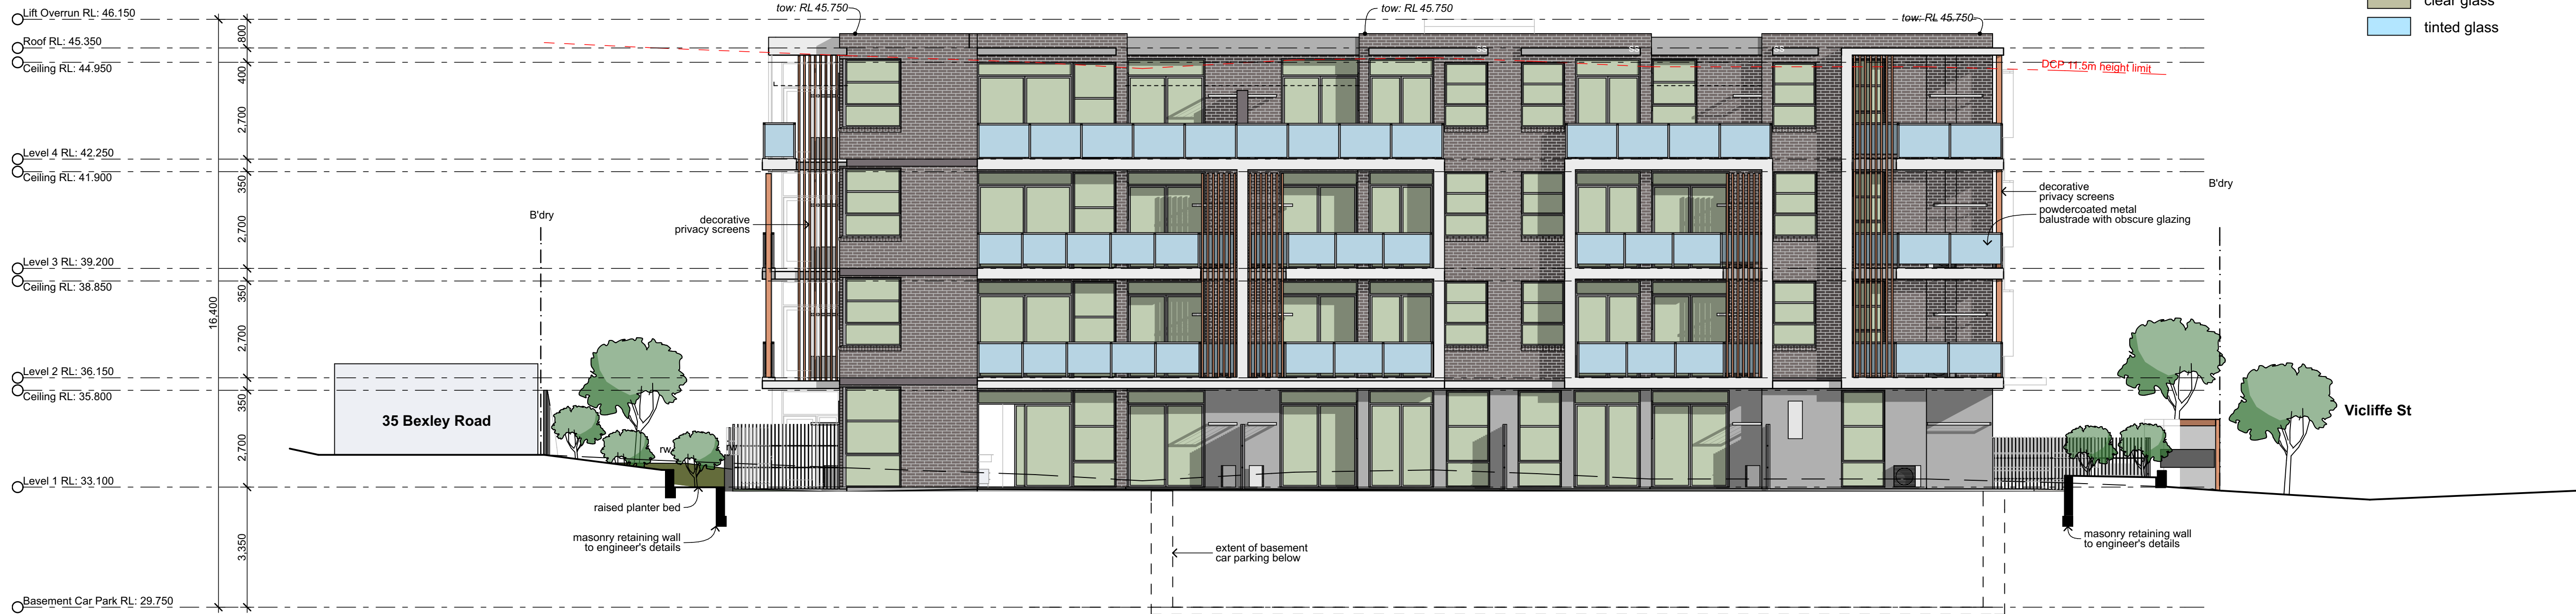 Lift Overrun RL: 46.150
Roof RL: 45.350
Ceiling RL: 44.950
Level 4 RL: 42.250
Ceiling RL: 41.900
Level 3 RL: 39.200
Ceiling RL: 38.850
Level 2 RL: 36.150
Ceiling RL: 35.800
Level 1 RL: 33.100
Basement Car Park RL: 29.750
16.400
800
400
2,700
350
2,700
350
2,700
350
2,700
3.350
tow: RL 45.750
tow: RL 45.750
tow: RL 45.750
clear glass
tinted glass
SS
SS
SS
DCP 11.5m height limit
B'dry
decorative
privacy screens
decorative
privacy screens
powdercoated metal
balustrade with obscure glazing
B'dry
35 Bexley Road
Vicliffe St
rw
rw
raised planter bed
masonry retaining wall
to engineer's details
extent of basement
car parking below
masonry retaining wall
to engineer's details